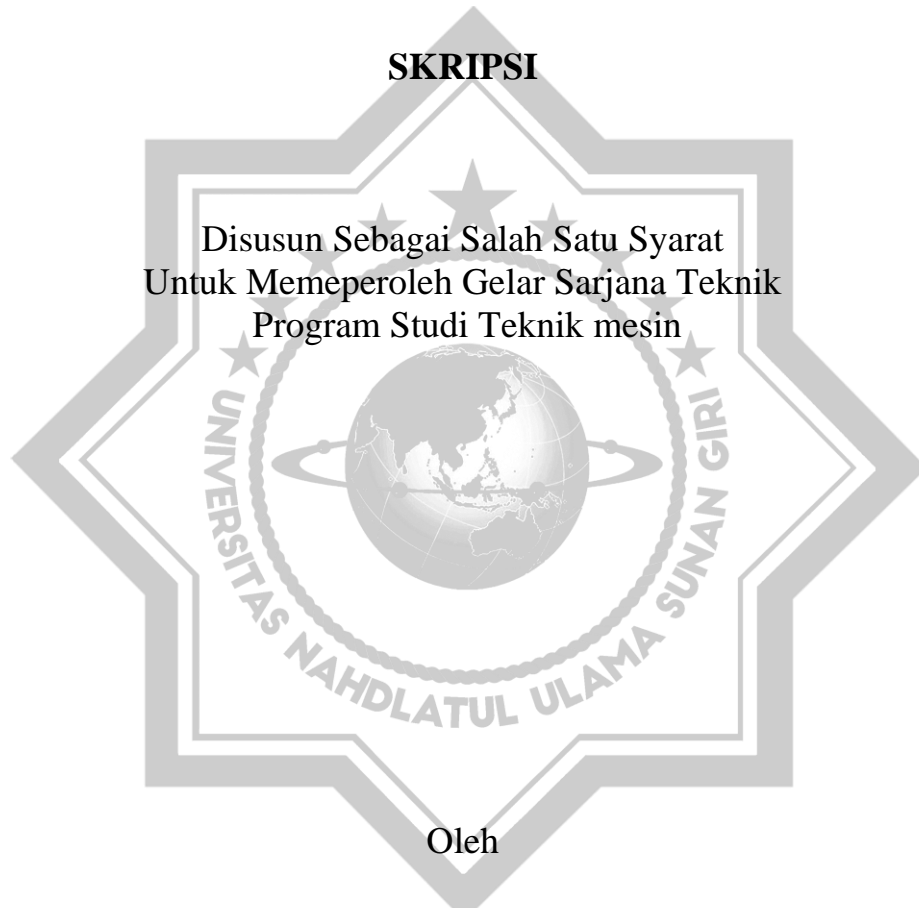 SKRIPSI
Disusun Sebagai Salah Satu Syarat
Untuk Memeperoleh Gelar Sarjana Teknik
Program Studi Teknik mesin
UNIVERSITAS NAHDLATUL ULAMA SUNAN GIRI
Oleh